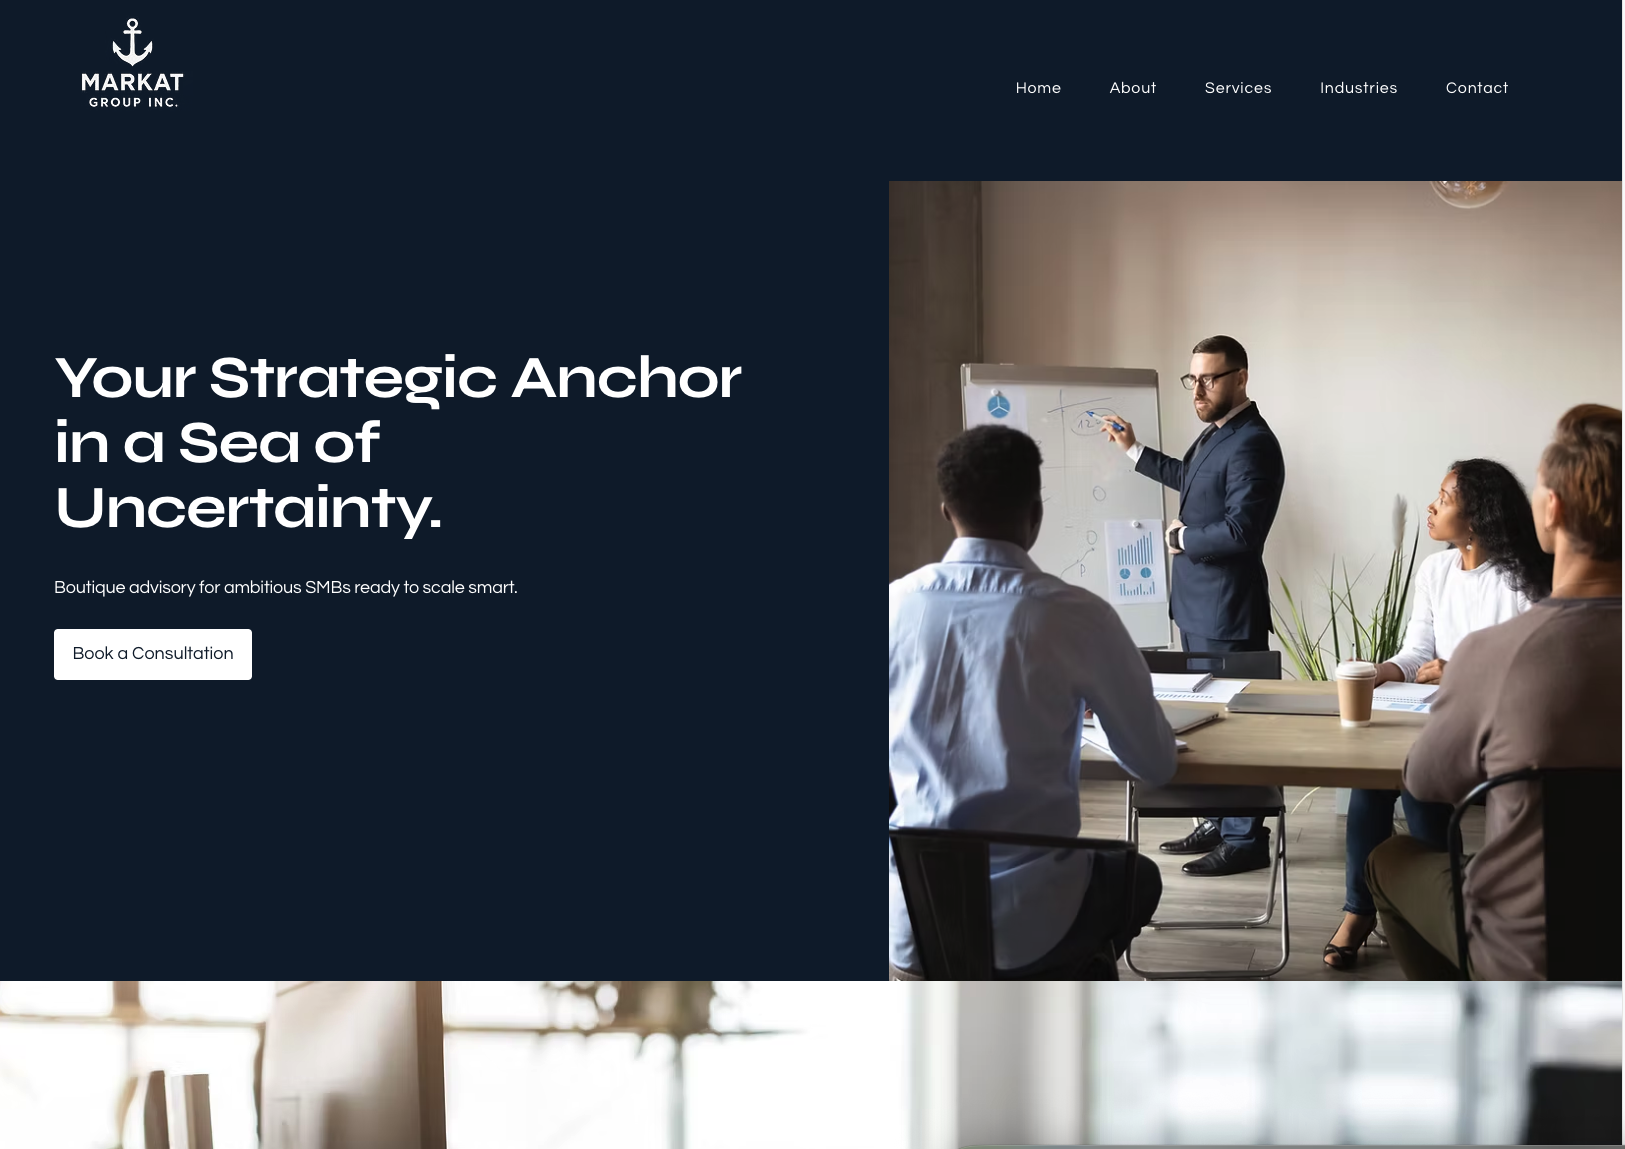 MARKAT
GROUP INC.
Home About Services Industries Contact
Your Strategic Anchor
in a Sea of
Uncertainty.
Boutique advisory for ambitious SMBs ready to scale smart.
Book a Consultation